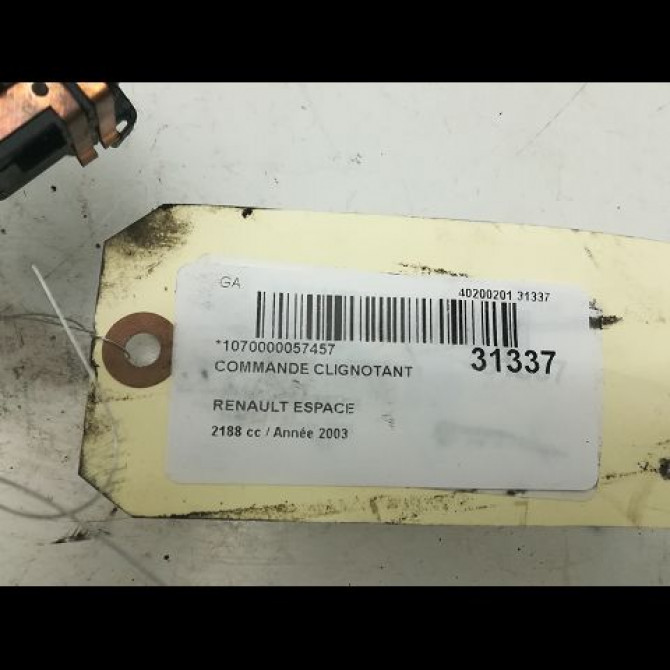 GA
40200201 31337
*1070000057457
31337
COMMANDE CLIGNOTANT
RENAULT ESPACE
2188 cc / Année 2003